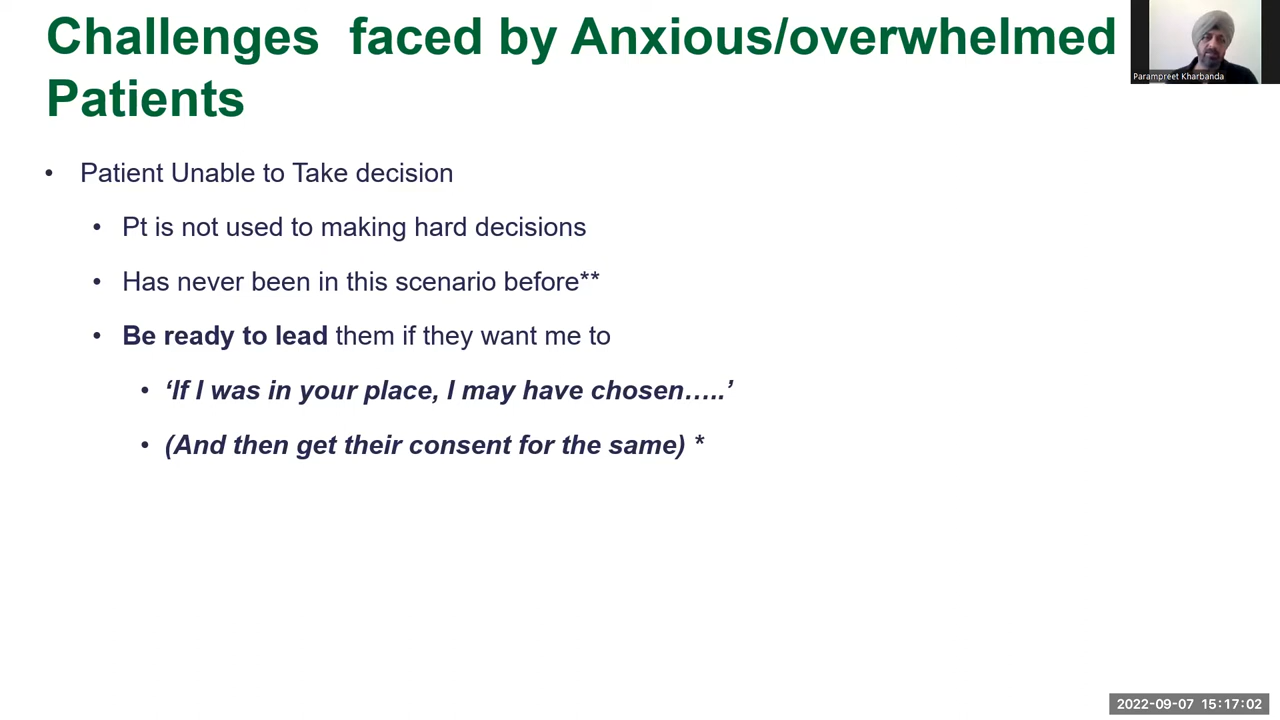 Challenges  faced by Anxious/overwhelmed
Patients
Parampreet Kharbanda
• Patient Unable to Take decision
• Pt is not used to making hard decisions
• Has never been in this scenario before**
• Be ready to lead them if they want me to
• ‘If I was in your place, I may have chosen…..’
• (And then get their consent for the same) *
2022-09-07 15:17:02